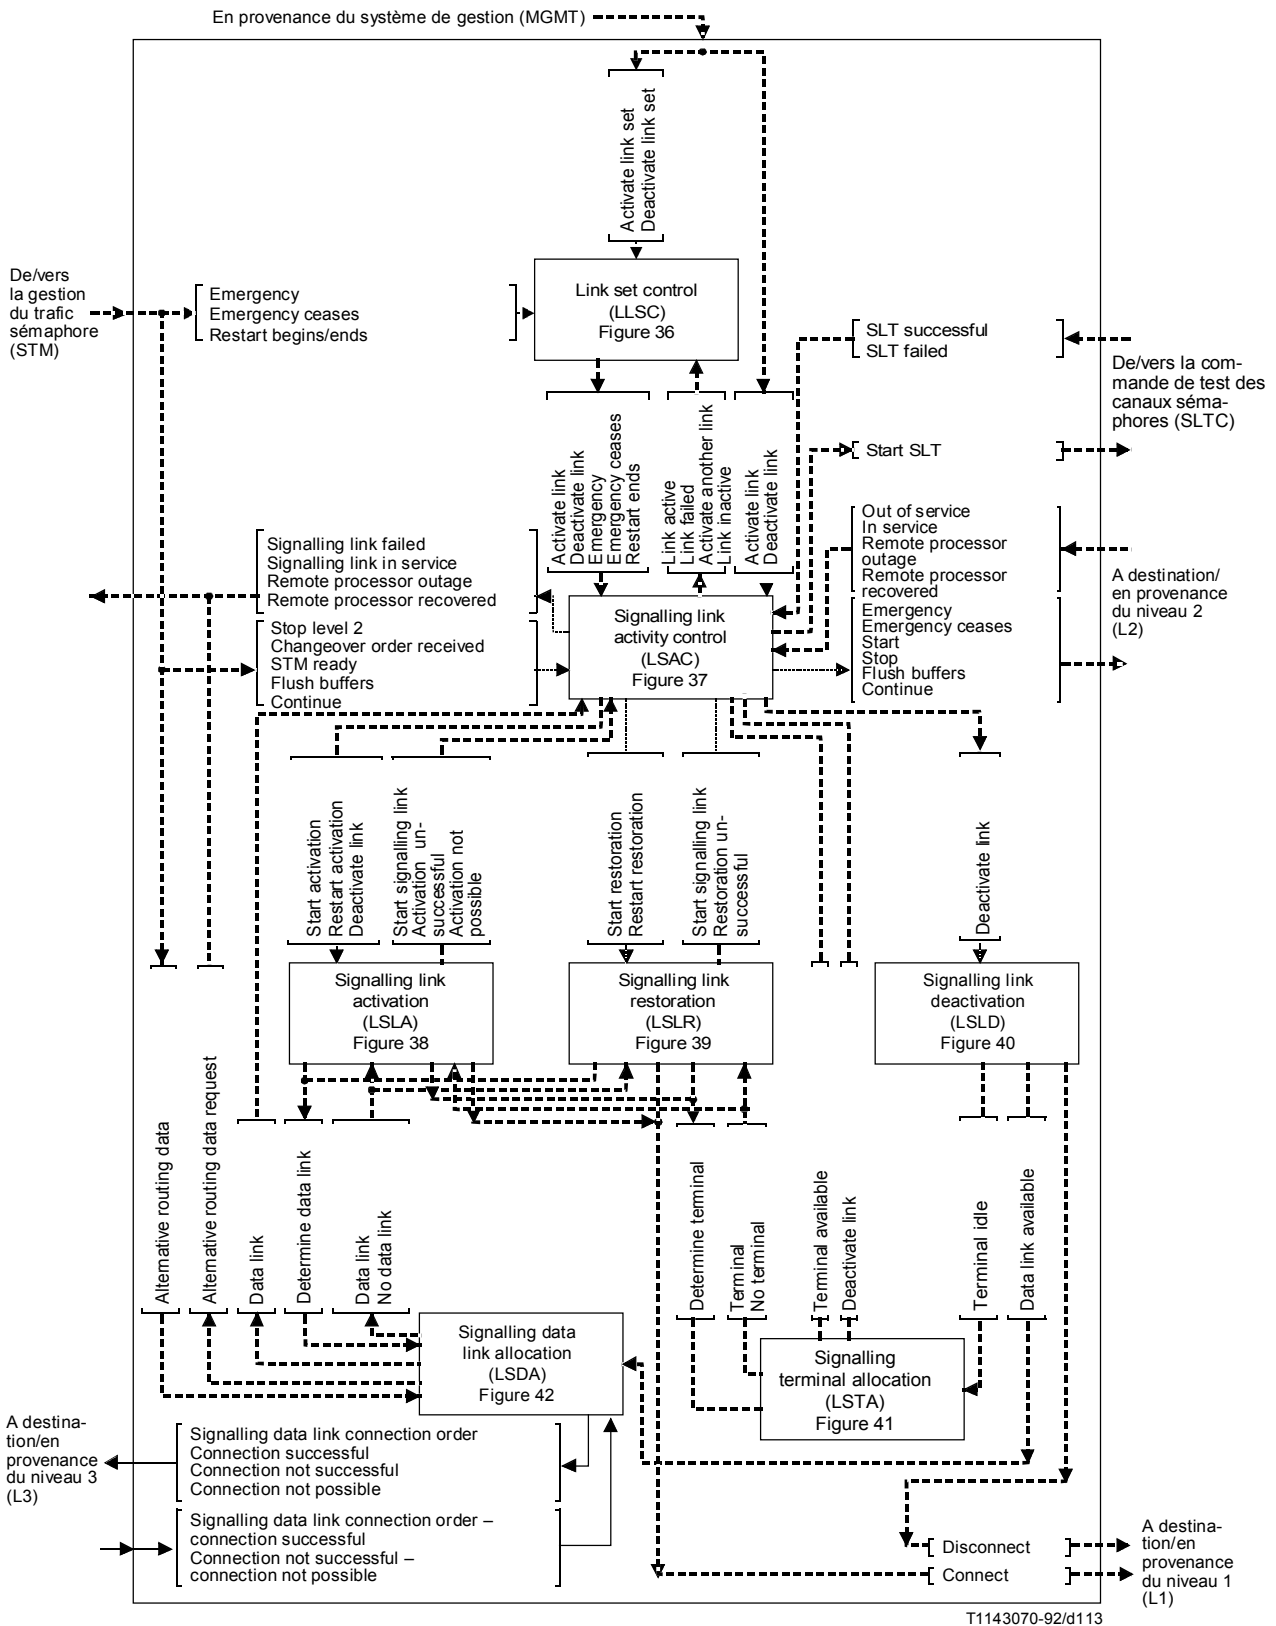 En provenance du système de gestion (MGMT)
Activate link set
Deactivate link set
De/vers
la gestion
du trafic
sémaphore
(STM)
Emergency
Emergency ceases
Restart begins/ends
Link set control
(LLSC)
Figure 36
SLT successful
SLT failed
De/vers la com-
mande de test des
canaux séma-
phores (SLTC)
Start SLT
Activate link
Deactivate link
Emergency
Emergency ceases
Restart ends
Link active
Link failed
Activate another link
Link inactive
Activate link
Deactivate link
Signalling link failed
Signalling link in service
Remote processor outage
Remote processor recovered
Stop level 2
Changeover order received
STM ready
Flush buffers
Continue
Signalling link
activity control
(LSAC)
Figure 37
Out of service
In service
Remote processor
outage
Remote processor
recovered
Emergency
Emergency ceases
Start
Stop
Flush buffers
Continue
A destination/
en provenance
du niveau 2
(L2)
Start activation
Restart activation
Deactivate link
Start signalling link
Activation un-
successful
Activation not
possible
Start restoration
Restart restoration
Start signalling link
Restoration un-
successful
Deactivate link
Signalling link
activation
(LSLA)
Figure 38
Signalling link
restoration
(LSLR)
Figure 39
Signalling link
deactivation
(LSLD)
Figure 40
Alternative routing data
Alternative routing data request
Data link
Determine data link
Data link
No data link
Determine terminal
Terminal
No terminal
Terminal available
Deactivate link
Terminal idle
Data link available
Signalling data
link allocation
(LSDA)
Figure 42
Signalling
terminal allocation
(LSTA)
Figure 41
A destina-
tion/en
provenance
du niveau 3
(L3)
Signalling data link connection order
Connection successful
Connection not successful
Connection not possible
Signalling data link connection order –
connection successful
Connection not successful –
connection not possible
Disconnect
Connect
A destina-
tion/en
provenance
du niveau 1
(L1)
T1143070-92/d113